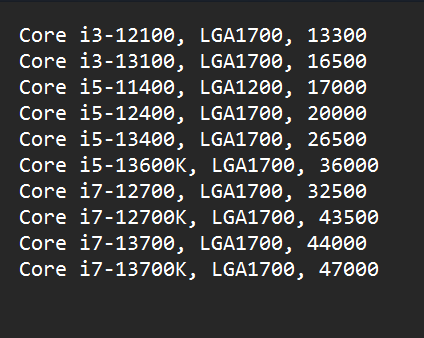 Core i3-12100, LGA1700, 13300
Core i3-13100, LGA1700, 16500
Core i5-11400, LGA1200, 17000
Core i5-12400, LGA1700, 20000
Core i5-13400, LGA1700, 26500
Core i5-13600K, LGA1700, 36000
Core i7-12700, LGA1700, 32500
Core i7-12700K, LGA1700, 43500
Core i7-13700, LGA1700, 44000
Core i7-13700K, LGA1700, 47000